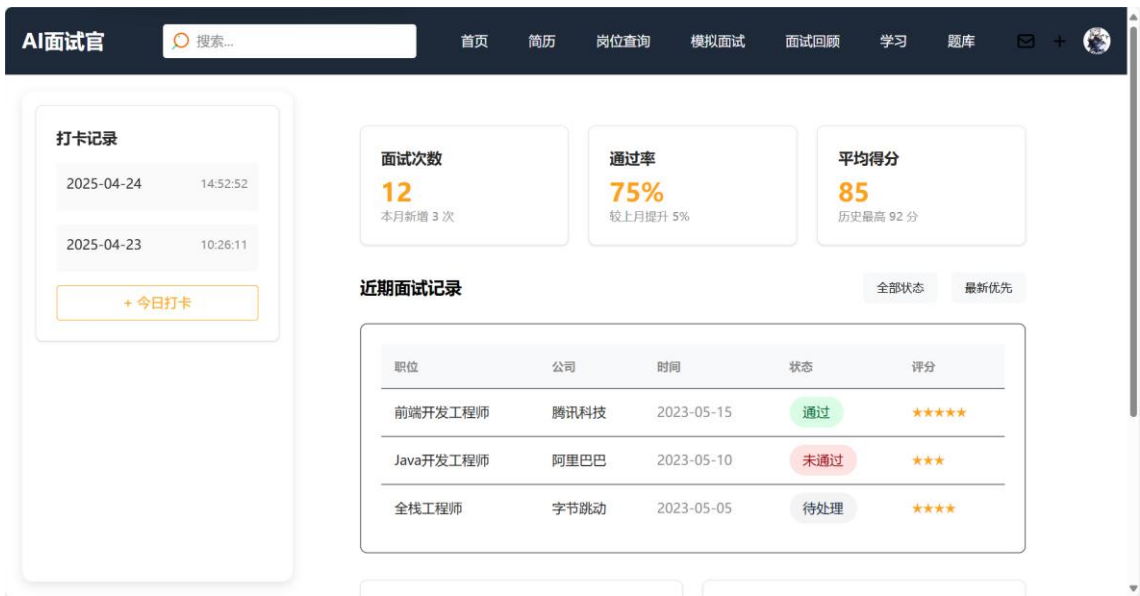 AI面试官 搜索... 首页 简历 岗位查询 模拟面试 面试回顾 学习 题库
打卡记录
2025-04-24 14:52:52
2025-04-23 10:26:11
+ 今日打卡
面试次数 通过率 平均得分
12 75% 85
本月新增 3 次 较上月提升 5% 历史最高 92 分
近期面试记录 全部状态 最新优先
职位 公司 时间 状态 评分
前端开发工程师 腾讯科技 2023-05-15 通过 ★★★★★
Java开发工程师 阿里巴巴 2023-05-10 未通过 ★★★
全栈工程师 字节跳动 2023-05-05 待处理 ★★★★